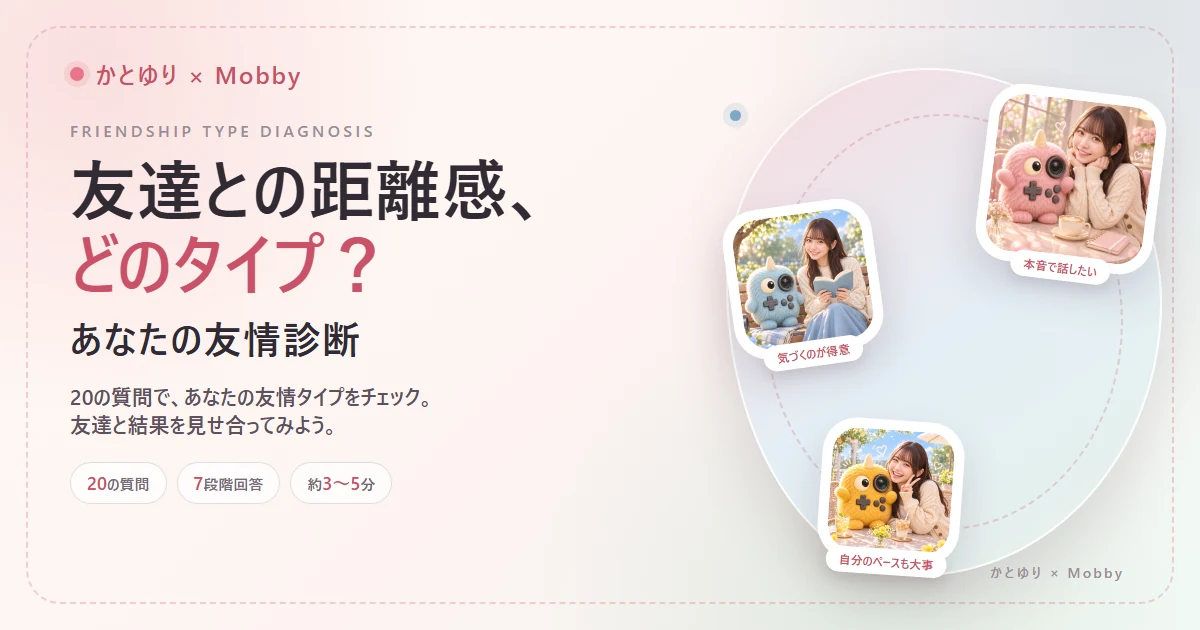 かとゆり × Mobby
FRIENDSHIP TYPE DIAGNOSIS
友達との距離感、
どのタイプ？
あなたの友情診断
20の質問で、あなたの友情タイプをチェック。
友達と結果を見せ合ってみよう。
20の質問
7段階回答
約3〜5分
本音で話したい
気づくのが得意
自分のペースも大事
かとゆり × Mobby